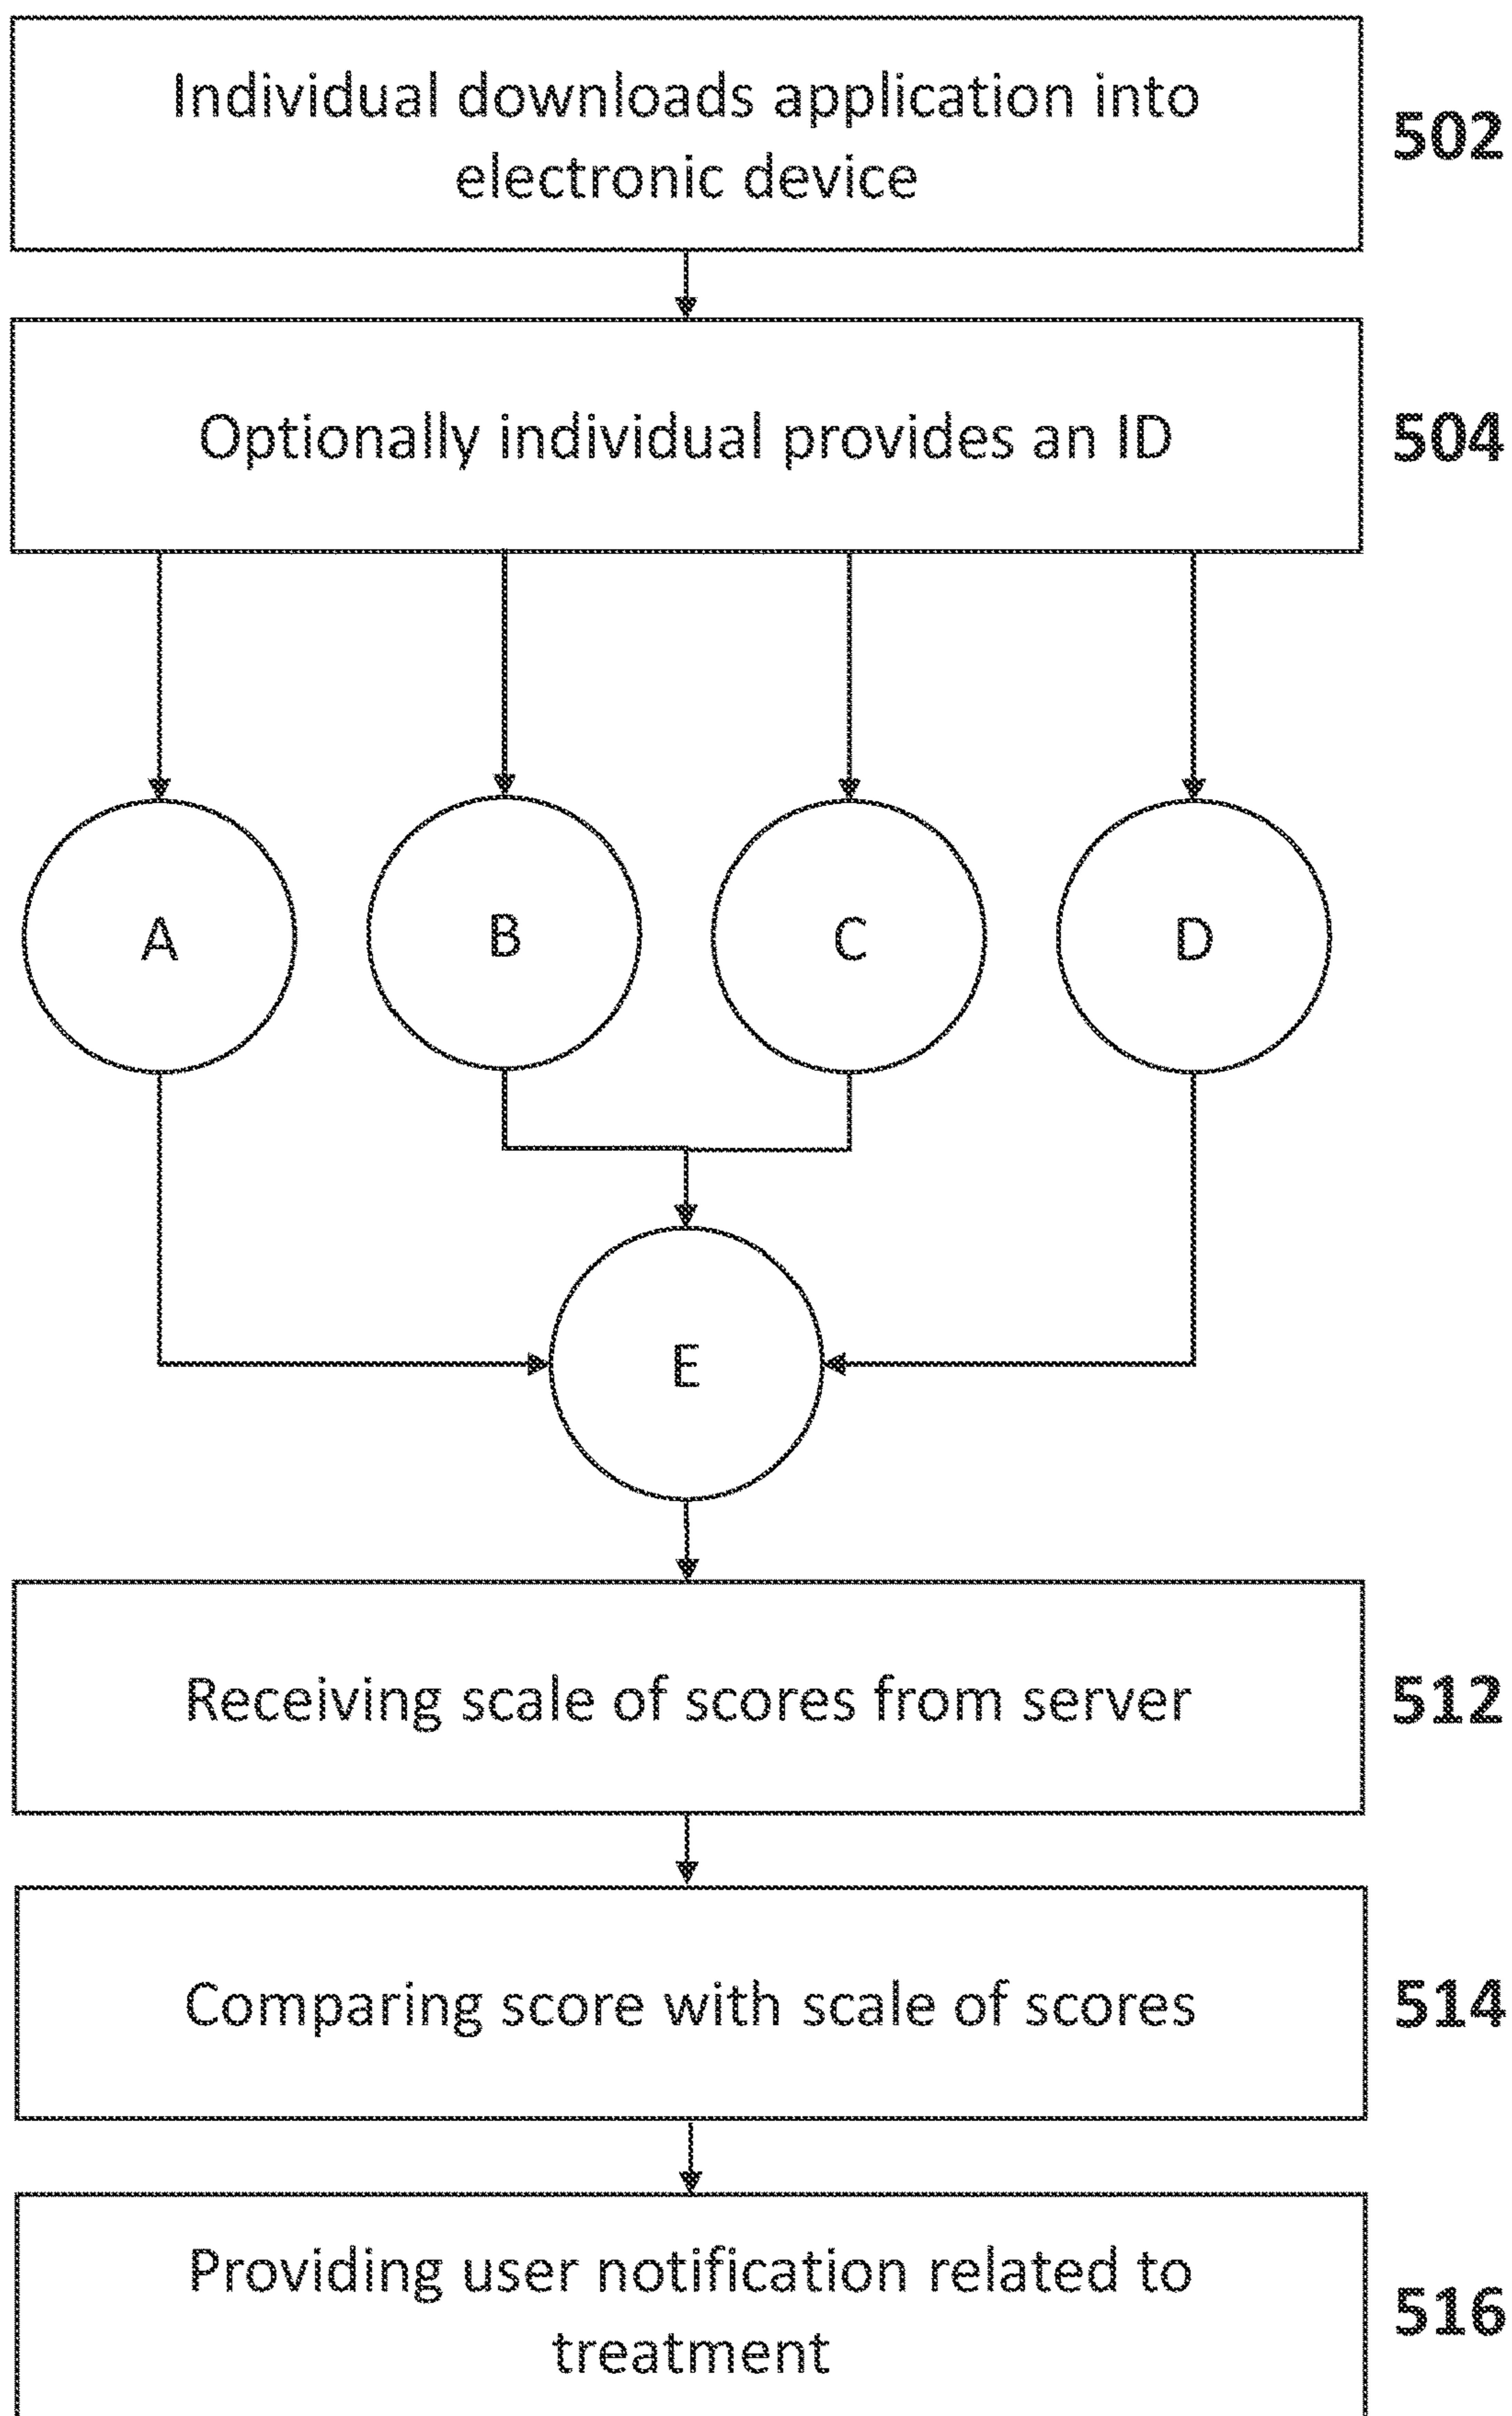 Individual downloads application into
electronic device
502
Optionally individual provides an ID
504
A
B
C
D
E
Receiving scale of scores from server
512
Comparing score with scale of scores
514
Providing user notification related to
treatment
516